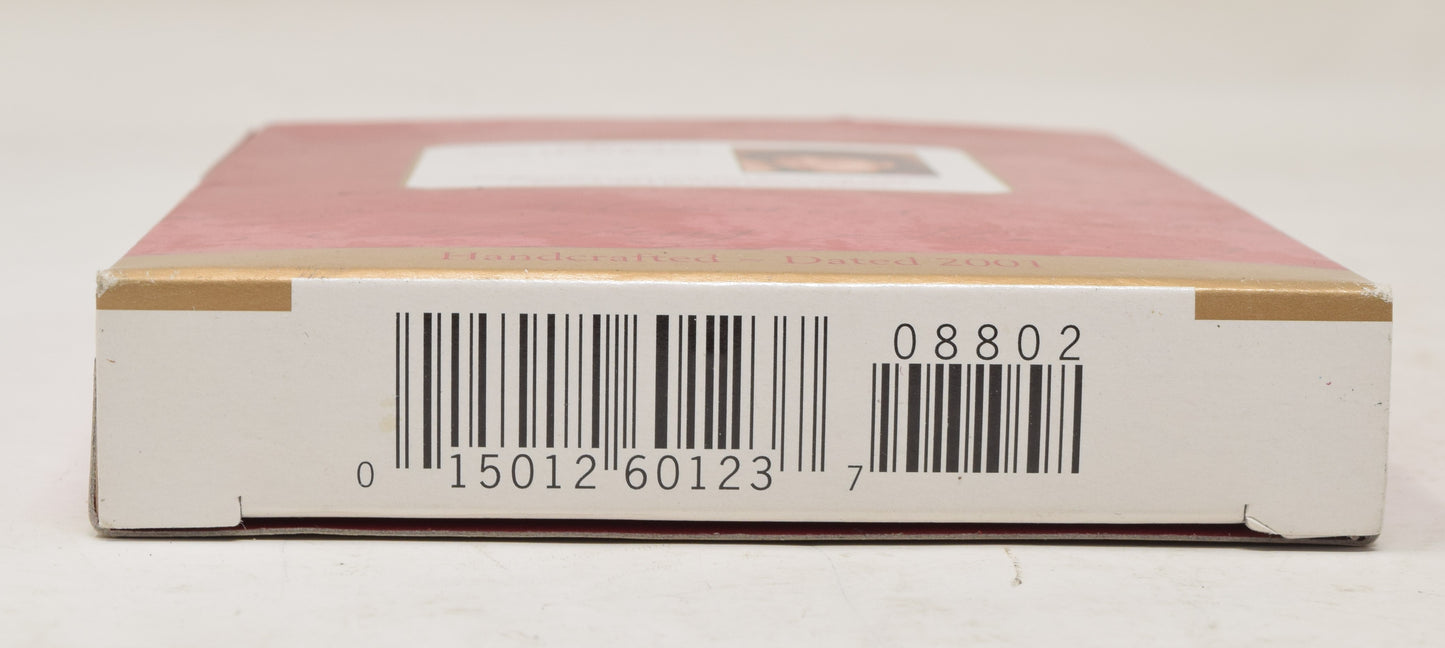 Handcrafted ~ Dated 2001
08802
0 15012 60123 7